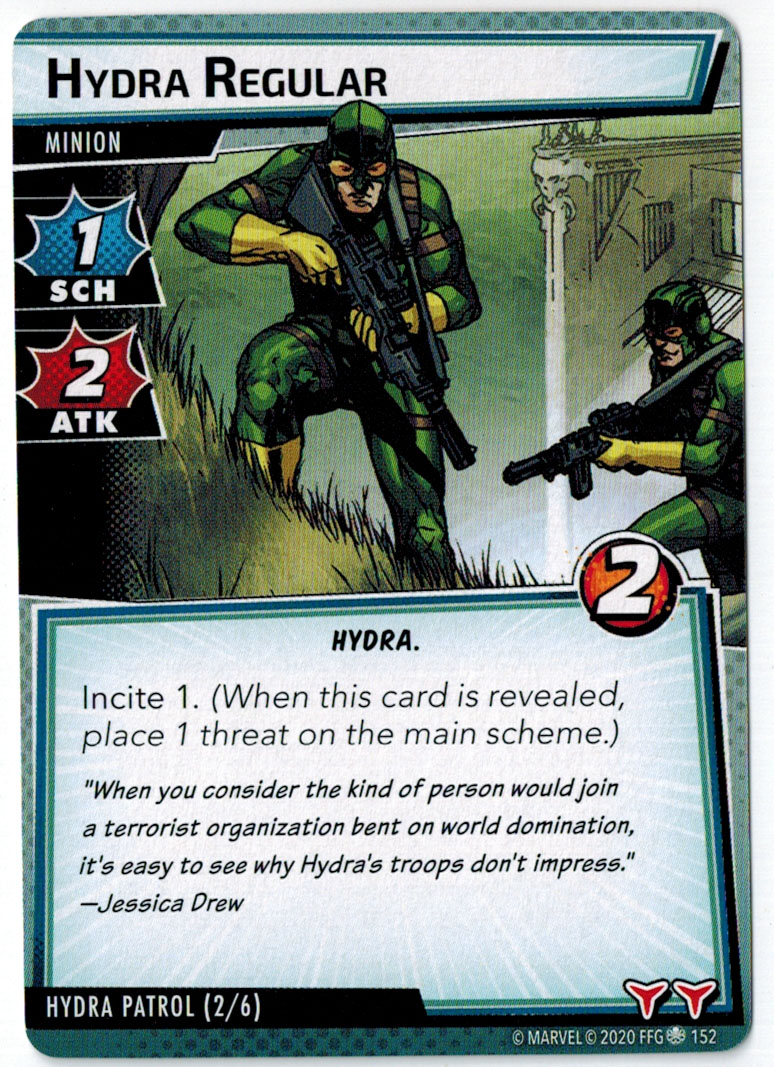 HYDRA REGULAR
MINION
1
SCH
2
ATK
2
HYDRA.
Incite 1. (When this card is revealed,
place 1 threat on the main scheme.)
"When you consider the kind of person would join
a terrorist organization bent on world domination,
it's easy to see why Hydra's troops don't impress."
—Jessica Drew
HYDRA PATROL (2/6)
© MARVEL © 2020 FFG 152